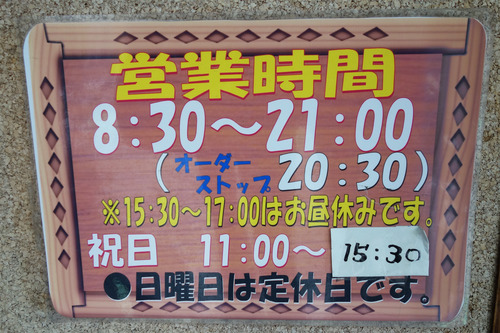 営業時間
8:30～21:00
(オーダーストップ 20:30)
※15:30～17:00はお昼休みです。
祝日 11:00～15:30
●日曜日は定休日です。